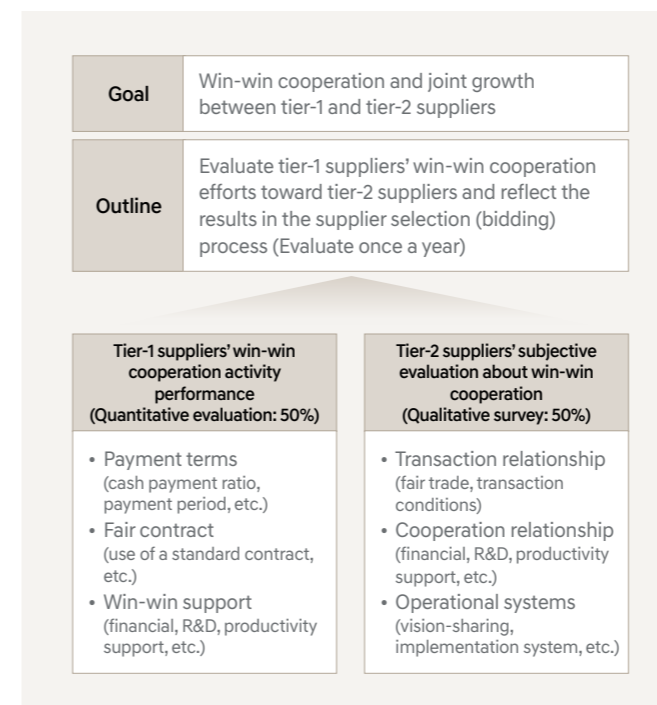 Goal
Win-win cooperation and joint growth
between tier-1 and tier-2 suppliers
Outline
Evaluate tier-1 suppliers’ win-win cooperation
efforts toward tier-2 suppliers and reflect the
results in the supplier selection (bidding)
process (Evaluate once a year)
Tier-1 suppliers’ win-win
cooperation activity
performance
(Quantitative evaluation: 50%)
• Payment terms
(cash payment ratio,
payment period, etc.)
• Fair contract
(use of a standard contract,
etc.)
• Win-win support
(financial, R&D, productivity
support, etc.)
Tier-2 suppliers’ subjective
evaluation about win-win
cooperation
(Qualitative survey: 50%)
• Transaction relationship
(fair trade, transaction
conditions)
• Cooperation relationship
(financial, R&D, productivity
support, etc.)
• Operational systems
(vision-sharing,
implementation system, etc.)